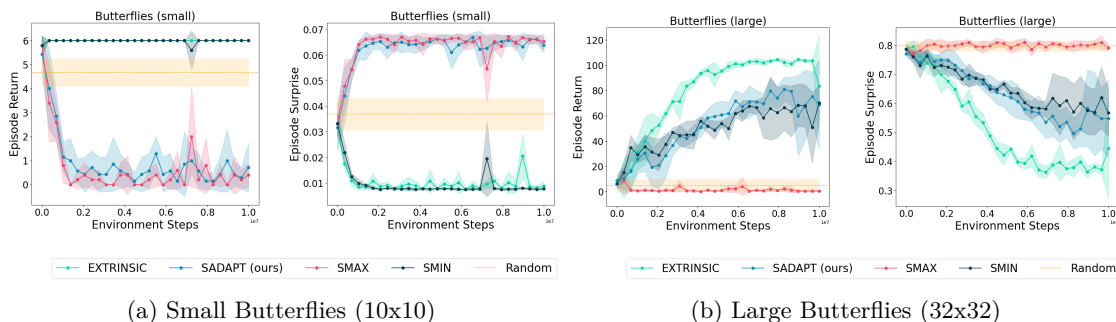 Butterflies (small)
Episode Return
6
5
4
3
2
1
0
0.0 0.2 0.4 0.6 0.8 1.0
1e7
Environment Steps
Butterflies (small)
Episode Surprise
0.07
0.06
0.05
0.04
0.03
0.02
0.01
0.0 0.2 0.4 0.6 0.8 1.0
1e7
Environment Steps
EXTRINSIC SADAPT (ours) SMAX SMIN Random
(a) Small Butterflies (10x10)
Butterflies (large)
Episode Return
120
100
80
60
40
20
0
0.0 0.2 0.4 0.6 0.8 1.0
1e7
Environment Steps
Butterflies (large)
Episode Surprise
0.8
0.7
0.6
0.5
0.4
0.3
0.0 0.2 0.4 0.6 0.8 1.0
1e7
Environment Steps
EXTRINSIC SADAPT (ours) SMAX SMIN Random
(b) Large Butterflies (32x32)